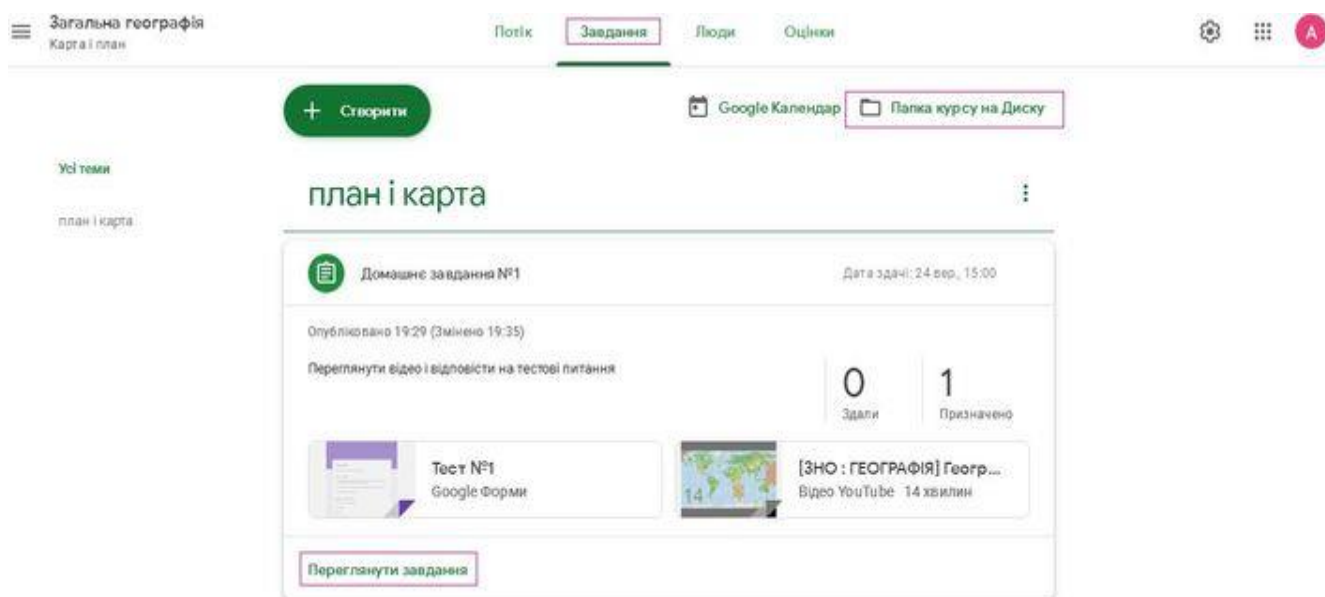 Загальна географія
Карта і план
Потік Завдання Люди Оцінки
A
+ Створити
Google Календар Папка курсу на Диску
Усі теми
план і карта
план і карта
Домашнє завдання №1
Дата здачі: 24 вер., 15:00
Опубліковано 19:29 (Змінено 19:35)
Переглянути відео і відповісти на тестові питання
0 1
Здали Призначено
Тест №1
Google Форми
14
[ЗНО : ГЕОГРАФІЯ] Геогр...
Відео YouTube 14 хвилин
Переглянути завдання